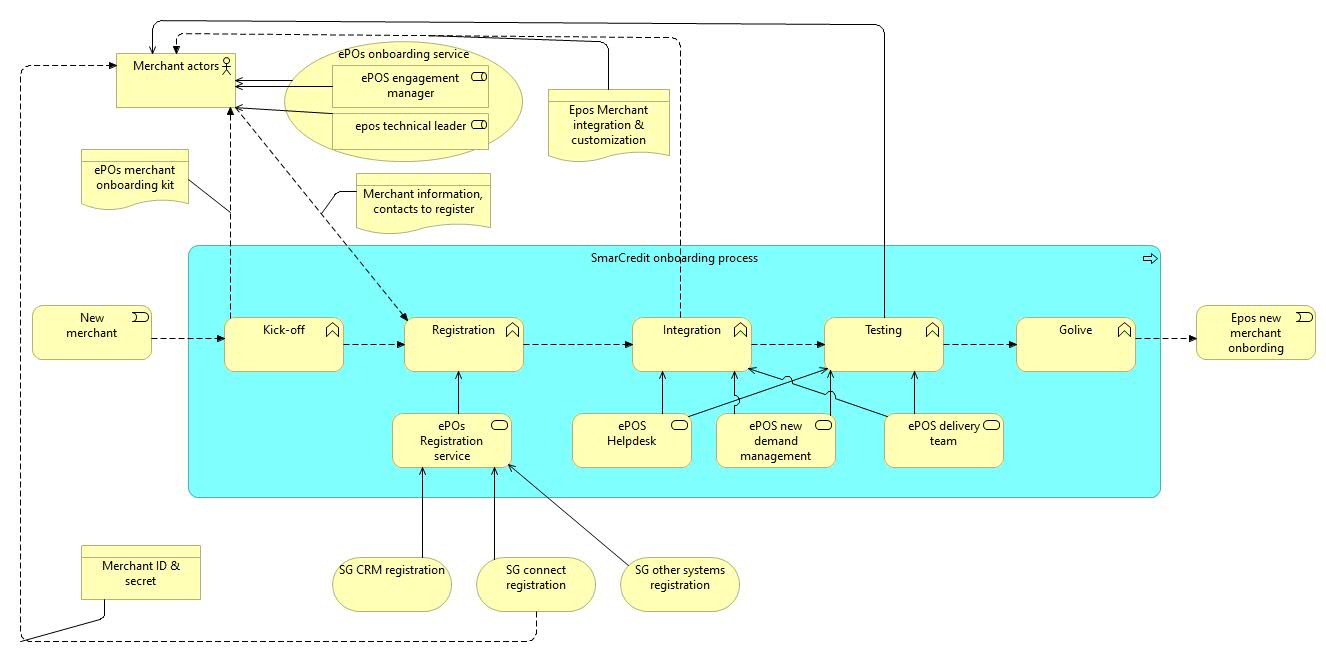 ePOs onboarding service
Merchant actors
ePOS engagement
manager
epos technical leader
Epos Merchant
integration &
customization
ePOs merchant
onboarding kit
Merchant information,
contacts to register
SmarCredit onboarding process
New
merchant
Kick-off
Registration
Integration
Testing
Golive
Epos new
merchant
onbording
ePOs
Registration
service
ePOS
Helpdesk
ePOS new
demand
management
ePOS delivery
team
Merchant ID &
secret
SG CRM registration
SG connect
registration
SG other systems
registration